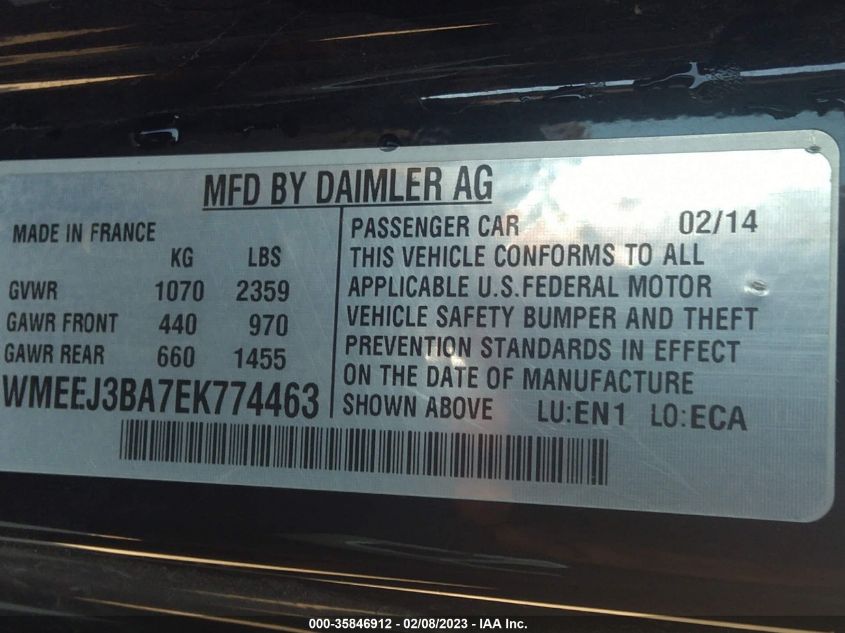 MFD BY DAIMLER AG
MADE IN FRANCE
KG LBS
GVWR 1070 2359
GAWR FRONT 440 970
GAWR REAR 660 1455
WMEEJ3BA7EK774463
PASSENGER CAR 02/14
THIS VEHICLE CONFORMS TO ALL
APPLICABLE U.S.FEDERAL MOTOR
VEHICLE SAFETY BUMPER AND THEFT
PREVENTION STANDARDS IN EFFECT
ON THE DATE OF MANUFACTURE
SHOWN ABOVE LU:EN1 LO:ECA
000-35846912 - 02/08/2023 - IAA Inc.